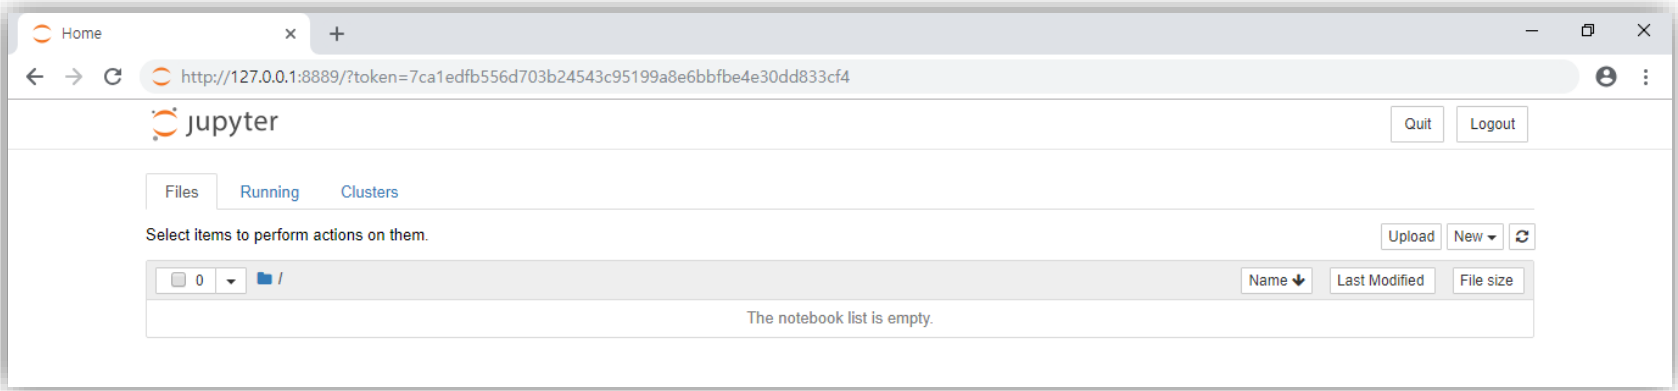 Home
http://127.0.0.1:8889/?token=7ca1edfb556d703b24543c95199a8e6bbfbe4e30dd833cf4
jupyter
Quit Logout
Files Running Clusters
Select items to perform actions on them.
Upload New
0 / Name Last Modified File size
The notebook list is empty.